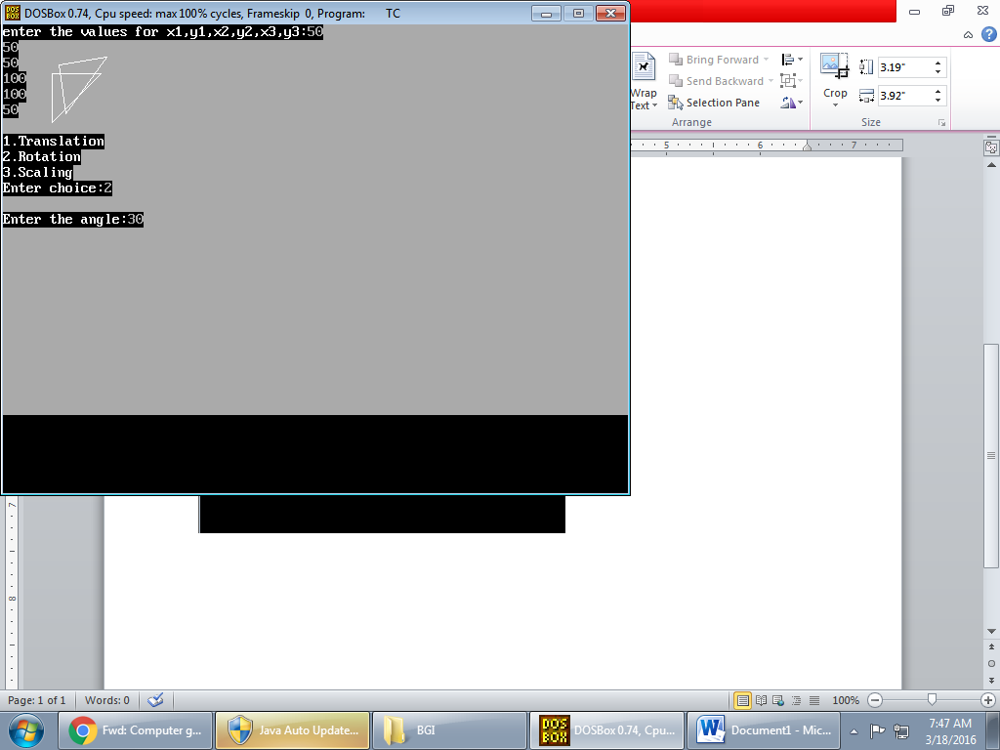 DOSBox 0.74, Cpu speed: max 100% cycles, Frameskip 0, Program: TC
enter the values for x1,y1,x2,y2,x3,y3:50
50
50
100
100
50
1.Translation
2.Rotation
3.Scaling
Enter choice:2
Enter the angle:30
Wrap
Text
Bring Forward
Send Backward
Selection Pane
Arrange
Crop
3.19"
3.92"
Size
5 6 7
7
8
Page: 1 of 1
Words: 0
100%
Fwd: Computer g...
Java Auto Update...
BGI
DOS
BOX
DOSBox 0.74, Cpu...
Document1 - Mic...
7:47 AM
3/18/2016